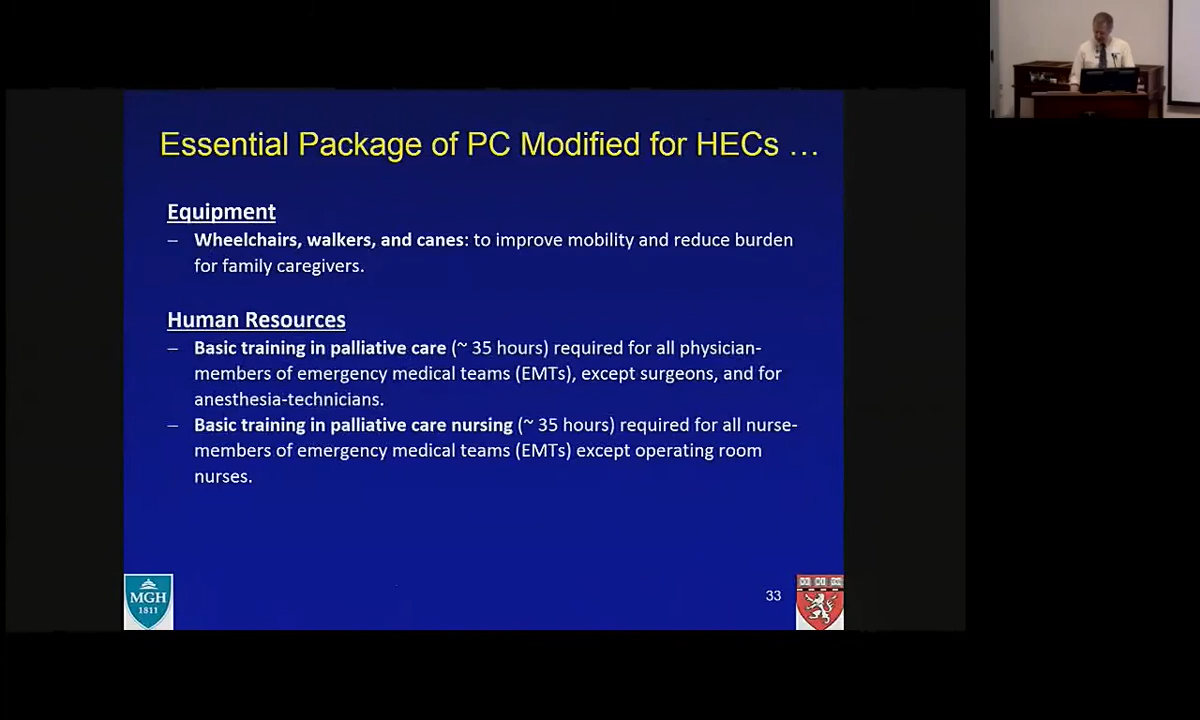 Essential Package of PC Modified for HECs …
Equipment
– Wheelchairs, walkers, and canes: to improve mobility and reduce burden
for family caregivers.
Human Resources
– Basic training in palliative care (~ 35 hours) required for all physician-
members of emergency medical teams (EMTs), except surgeons, and for
anesthesia-technicians.
– Basic training in palliative care nursing (~ 35 hours) required for all nurse-
members of emergency medical teams (EMTs) except operating room
nurses.
MGH
1811
33